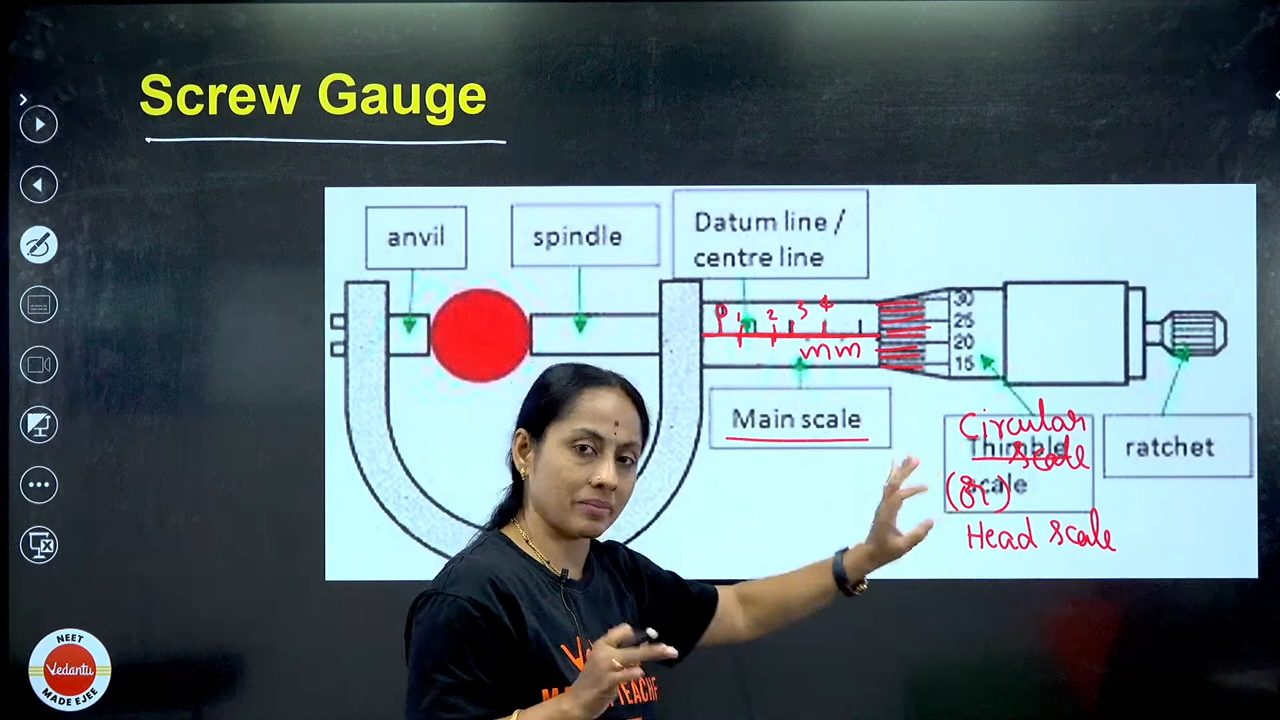 Screw Gauge
anvil
spindle
Datum line /
centre line
0 1 2 3 4
mm
30
25
20
15
Main scale
Circular
scale
Thimble
scale
(or)
Head scale
ratchet
NEET
Vedantu
MADE EJEE